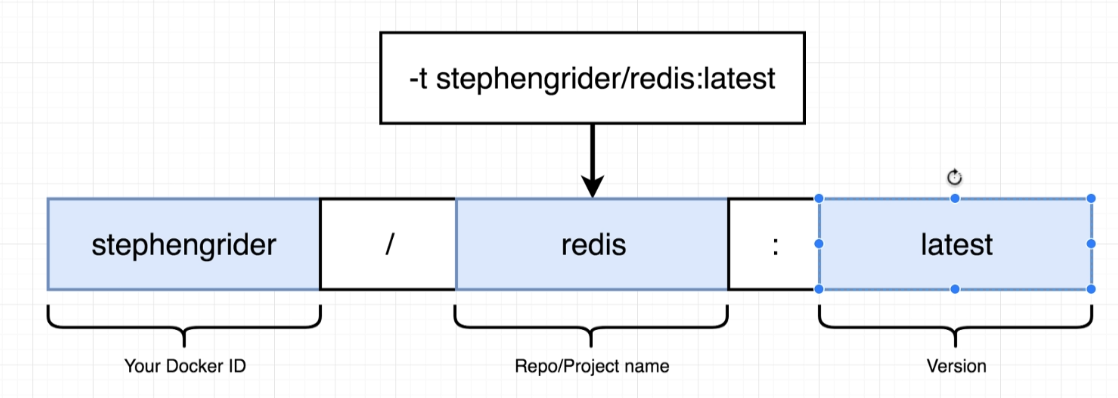 -t stephengrider/redis:latest
stephengrider / redis : latest
Your Docker ID Repo/Project name Version